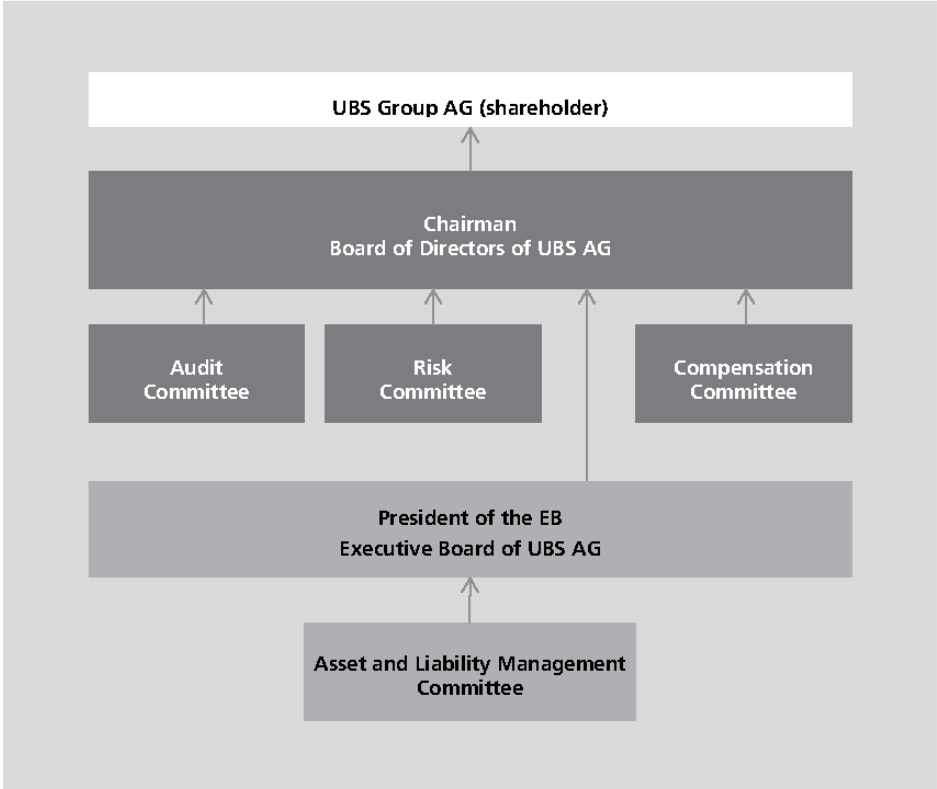 UBS Group AG (shareholder)
Chairman
Board of Directors of UBS AG
Audit
Committee
Risk
Committee
Compensation
Committee
President of the EB
Executive Board of UBS AG
Asset and Liability Management
Committee